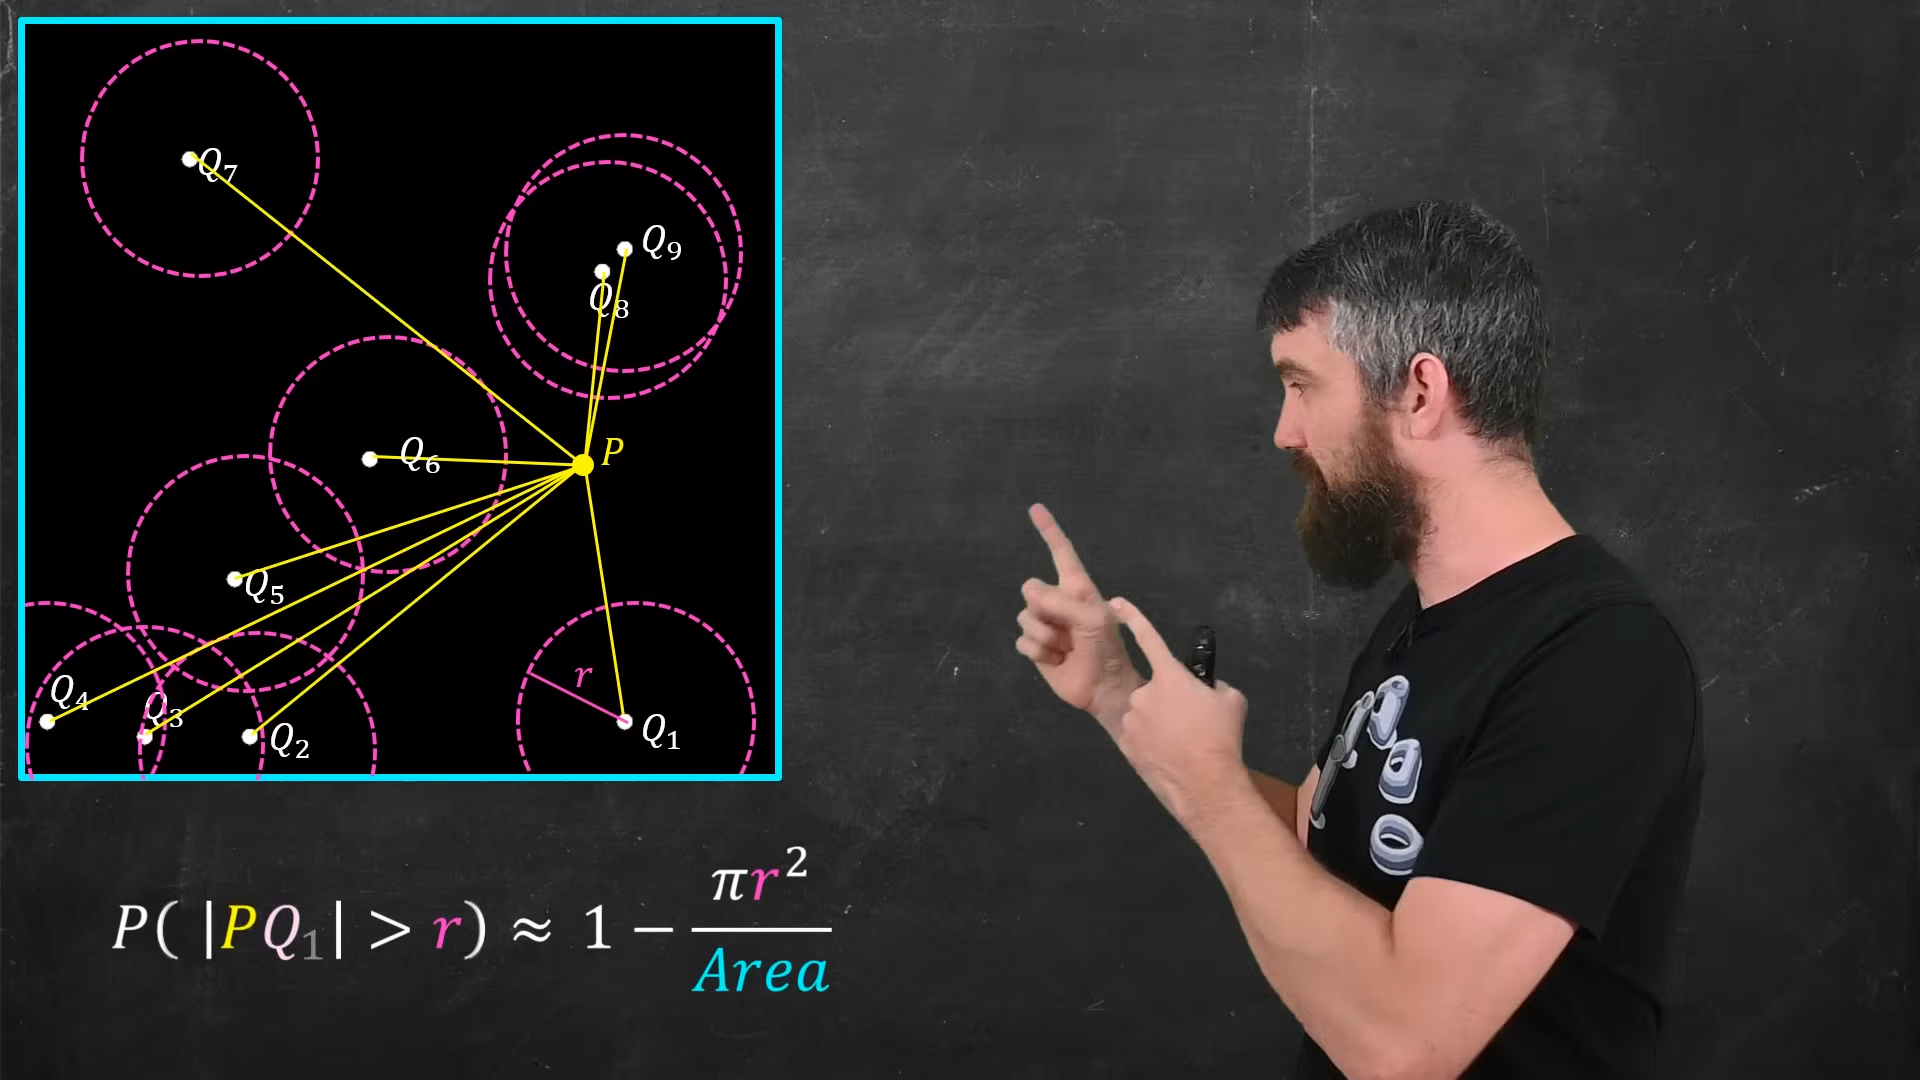 Q₇
Q₉
Q₈
P
Q₆
Q₅
r
Q₄
Q₃
Q₂
Q₁
P( |PQ₁| > r) ≈ 1 − πr² / Area